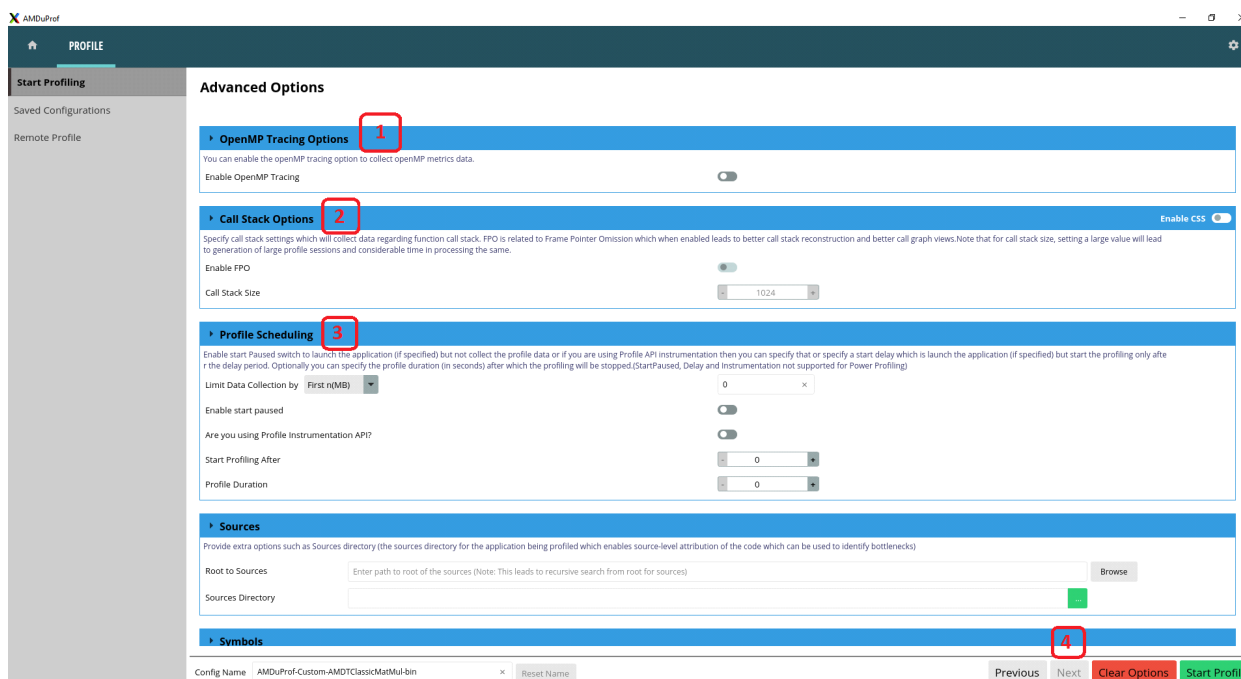 AMDuProf
PROFILE
Start Profiling
Saved Configurations
Remote Profile
Advanced Options
OpenMP Tracing Options 1
You can enable the openMP tracing option to collect openMP metrics data.
Enable OpenMP Tracing
Call Stack Options 2 Enable CSS
Specify call stack settings which will collect data regarding function call stack. FPO is related to Frame Pointer Omission which when enabled leads to better call stack reconstruction and better call graph views.Note that for call stack size, setting a large value will lead
to generation of large profile sessions and considerable time in processing the same.
Enable FPO
Call Stack Size - 1024 +
Profile Scheduling 3
Enable start Paused switch to launch the application (if specified) but not collect the profile data or if you are using Profile API instrumentation then you can specify that or specify a start delay which is launch the application (if specified) but start the profiling only afte
r the delay period. Optionally you can specify the profile duration (in seconds) after which the profiling will be stopped.(StartPaused, Delay and Instrumentation not supported for Power Profiling)
Limit Data Collection by First n(MB) 0 ×
Enable start paused
Are you using Profile Instrumentation API?
Start Profiling After - 0 +
Profile Duration - 0 +
Sources
Provide extra options such as Sources directory (the sources directory for the application being profiled which enables source-level attribution of the code which can be used to identify bottlenecks)
Root to Sources Enter path to root of the sources (Note: This leads to recursive search from root for sources) Browse
Sources Directory ...
Symbols
4
Config Name AMDuProf-Custom-AMDTClassicMatMul-bin × Reset Name Previous Next Clear Options Start Profil